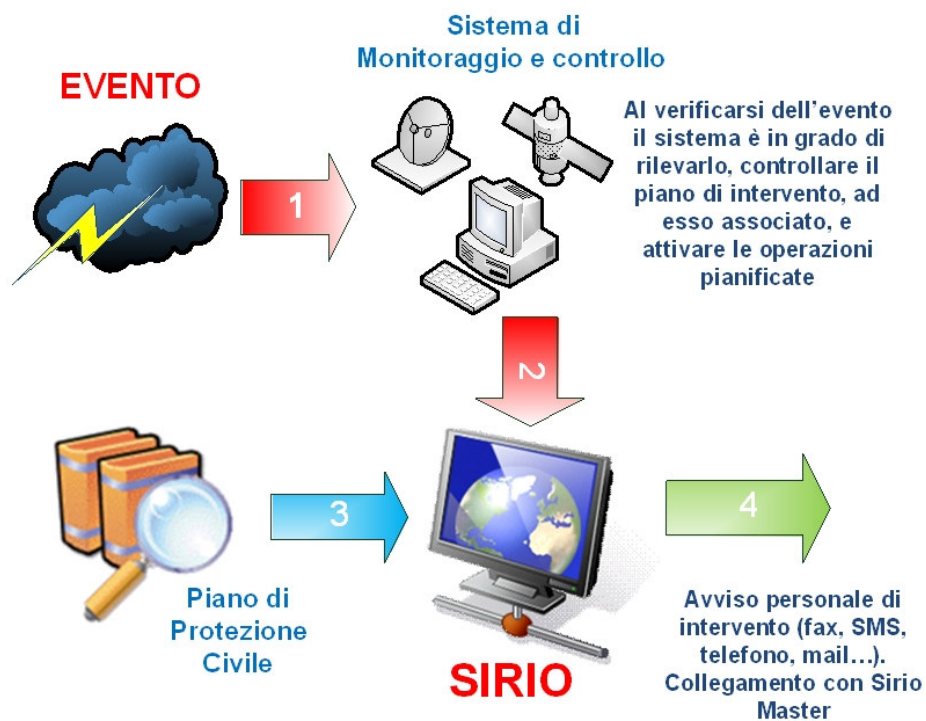 Sistema di
Monitoraggio e controllo
EVENTO
Al verificarsi dell'evento
il sistema è in grado di
rilevarlo, controllare il
piano di intervento, ad
esso associato, e
attivare le operazioni
pianificate
1
2
3
4
Piano di
Protezione
Civile
SIRIO
Avviso personale di
intervento (fax, SMS,
telefono, mail...).
Collegamento con Sirio
Master